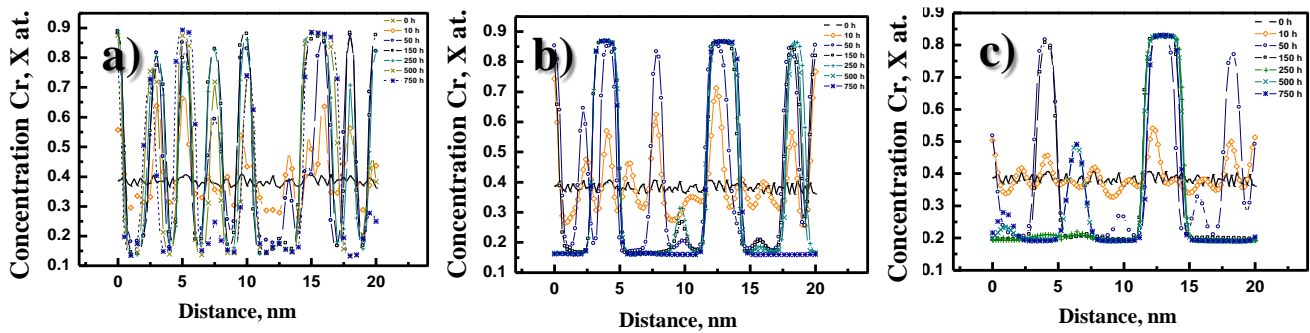 a)
Concentration Cr, X at.
0.9
0.8
0.7
0.6
0.5
0.4
0.3
0.2
0.1
0 h
10 h
50 h
150 h
250 h
500 h
750 h
0 5 10 15 20
Distance, nm
b)
Concentration Cr, X at.
0.9
0.8
0.7
0.6
0.5
0.4
0.3
0.2
0.1
0 h
10 h
50 h
150 h
250 h
500 h
750 h
0 5 10 15 20
Distance, nm
c)
Concentration Cr, X at.
0.9
0.8
0.7
0.6
0.5
0.4
0.3
0.2
0.1
0 h
10 h
50 h
150 h
250 h
500 h
750 h
0 5 10 15 20
Distance, nm